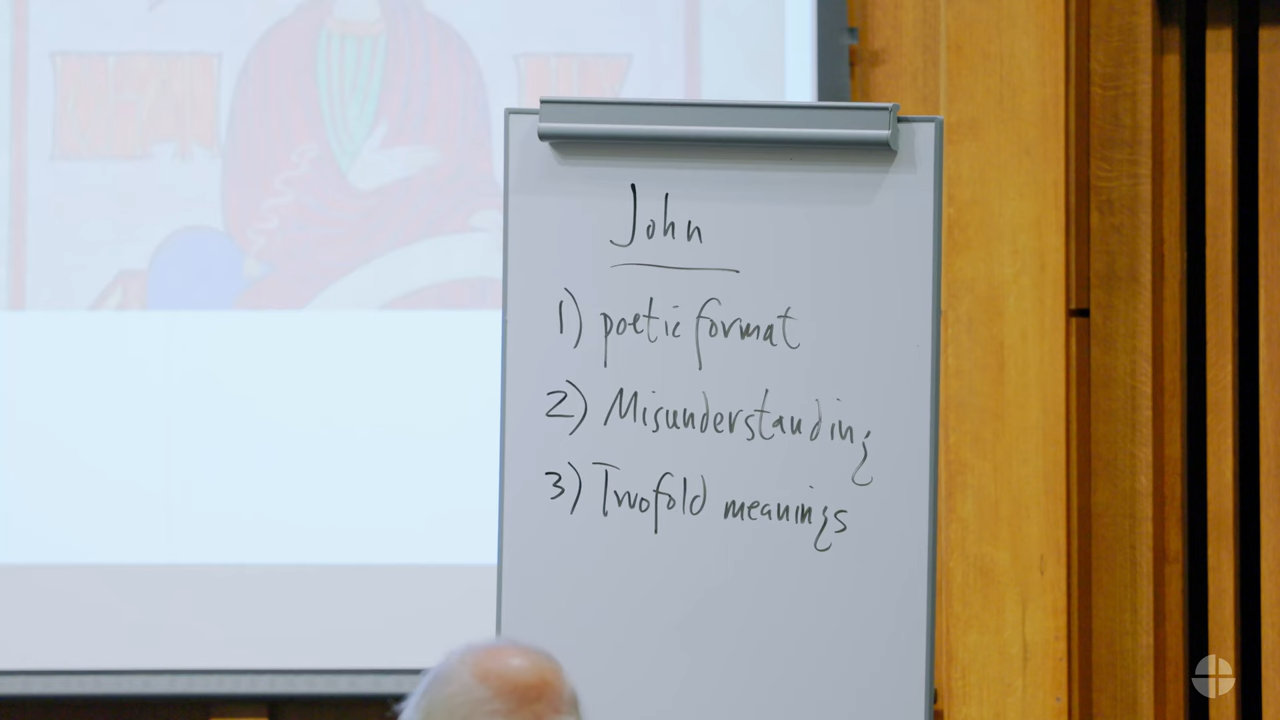 John
1) poetic format
2) Misunderstanding
3) Twofold meanings